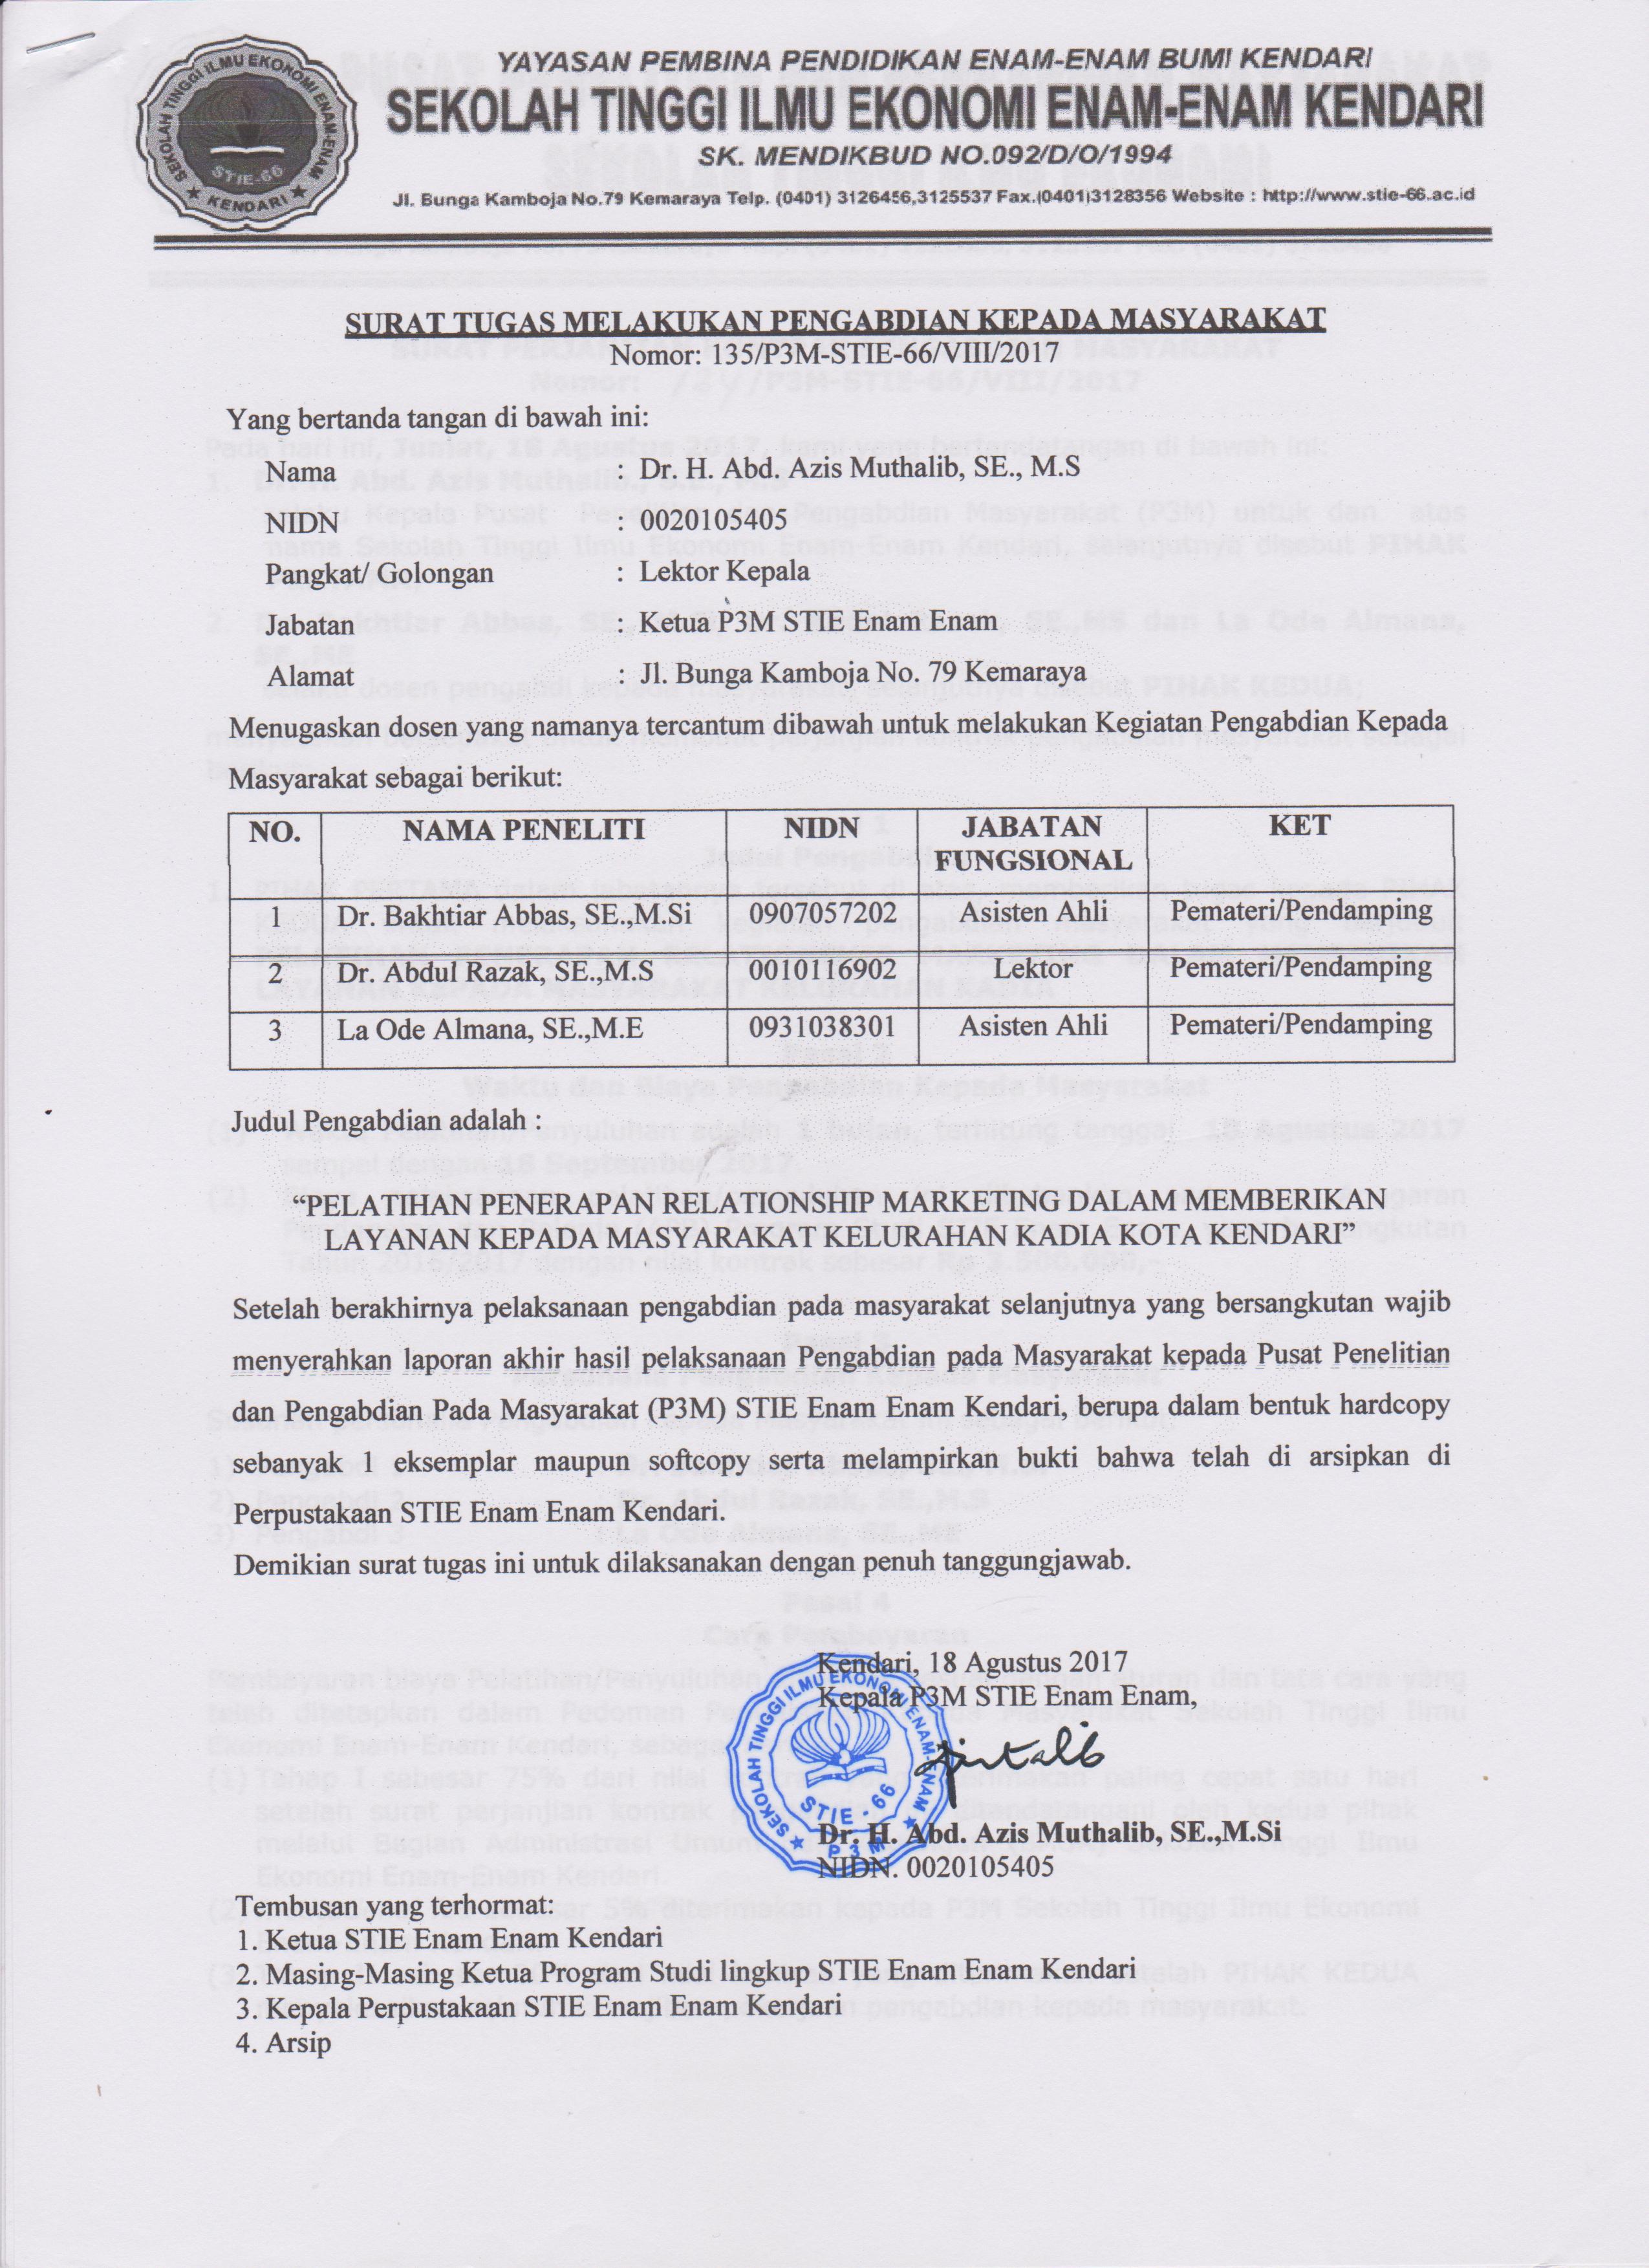 YAYASAN PEMBINA PENDIDIKAN ENAM-ENAM BUMI KENDARI
SEKOLAH TINGGI ILMU EKONOMI ENAM-ENAM KENDARI
SK. MENDIKBUD NO.092/D/O/1994
Jl. Bunga Kamboja No.79 Kemaraya Telp. (0401) 3126456,3125537 Fax.(0401)3128356 Website : http://www.stie-66.ac.id
SEKOLAH TINGGI ILMU EKONOMI ENAM-ENAM
STIE-66
KENDARI
SURAT TUGAS MELAKUKAN PENGABDIAN KEPADA MASYARAKAT
Nomor: 135/P3M-STIE-66/VIII/2017
Yang bertanda tangan di bawah ini:
Nama : Dr. H. Abd. Azis Muthalib, SE., M.S
NIDN : 0020105405
Pangkat/ Golongan : Lektor Kepala
Jabatan : Ketua P3M STIE Enam Enam
Alamat : Jl. Bunga Kamboja No. 79 Kemaraya
Menugaskan dosen yang namanya tercantum dibawah untuk melakukan Kegiatan Pengabdian Kepada
Masyarakat sebagai berikut:
NO. NAMA PENELITI NIDN JABATAN FUNGSIONAL KET
1 Dr. Bakhtiar Abbas, SE.,M.Si 0907057202 Asisten Ahli Pemateri/Pendamping
2 Dr. Abdul Razak, SE.,M.S 0010116902 Lektor Pemateri/Pendamping
3 La Ode Almana, SE.,M.E 0931038301 Asisten Ahli Pemateri/Pendamping
Judul Pengabdian adalah :
“PELATIHAN PENERAPAN RELATIONSHIP MARKETING DALAM MEMBERIKAN
LAYANAN KEPADA MASYARAKAT KELURAHAN KADIA KOTA KENDARI”
Setelah berakhirnya pelaksanaan pengabdian pada masyarakat selanjutnya yang bersangkutan wajib
menyerahkan laporan akhir hasil pelaksanaan Pengabdian pada Masyarakat kepada Pusat Penelitian
dan Pengabdian Pada Masyarakat (P3M) STIE Enam Enam Kendari, berupa dalam bentuk hardcopy
sebanyak 1 eksemplar maupun softcopy serta melampirkan bukti bahwa telah di arsipkan di
Perpustakaan STIE Enam Enam Kendari.
Demikian surat tugas ini untuk dilaksanakan dengan penuh tanggungjawab.
Kendari, 18 Agustus 2017
Kepala P3M STIE Enam Enam,
SEKOLAH TINGGI ILMU EKONOMI ENAM-ENAM
STIE - 66
P 3 M
Dr. H. Abd. Azis Muthalib, SE.,M.Si
NIDN. 0020105405
Tembusan yang terhormat:
1. Ketua STIE Enam Enam Kendari
2. Masing-Masing Ketua Program Studi lingkup STIE Enam Enam Kendari
3. Kepala Perpustakaan STIE Enam Enam Kendari
4. Arsip